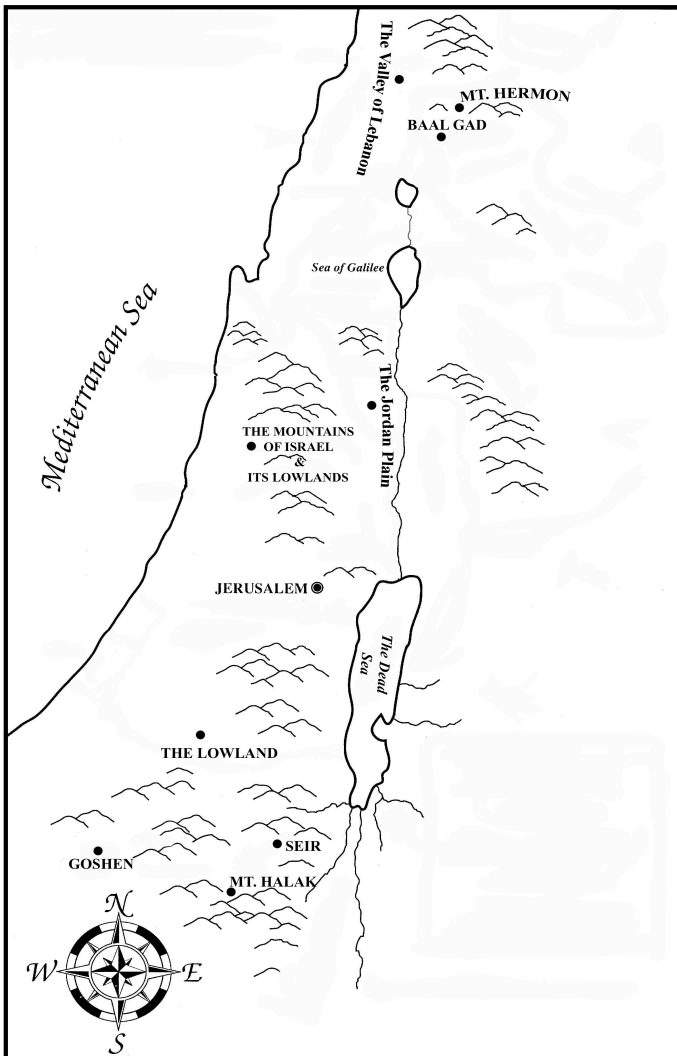 The Valley of Lebanon
MT. HERMON
BAAL GAD
Sea of Galilee
Mediterranean Sea
The Jordan Plain
THE MOUNTAINS
OF ISRAEL
&
ITS LOWLANDS
JERUSALEM
The Dead
Sea
THE LOWLAND
SEIR
GOSHEN
MT. HALAK
N
W
E
S